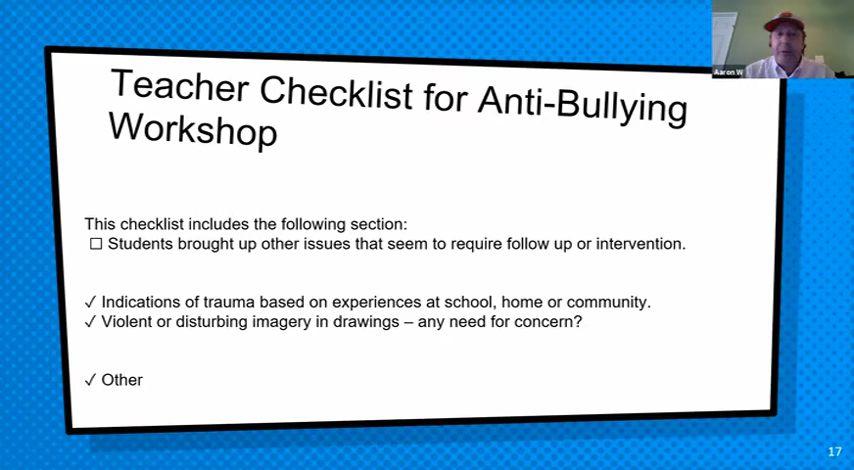 Aaron W
Teacher Checklist for Anti-Bullying
Workshop
This checklist includes the following section:
☐ Students brought up other issues that seem to require follow up or intervention.
✓ Indications of trauma based on experiences at school, home or community.
✓ Violent or disturbing imagery in drawings – any need for concern?
✓ Other
17